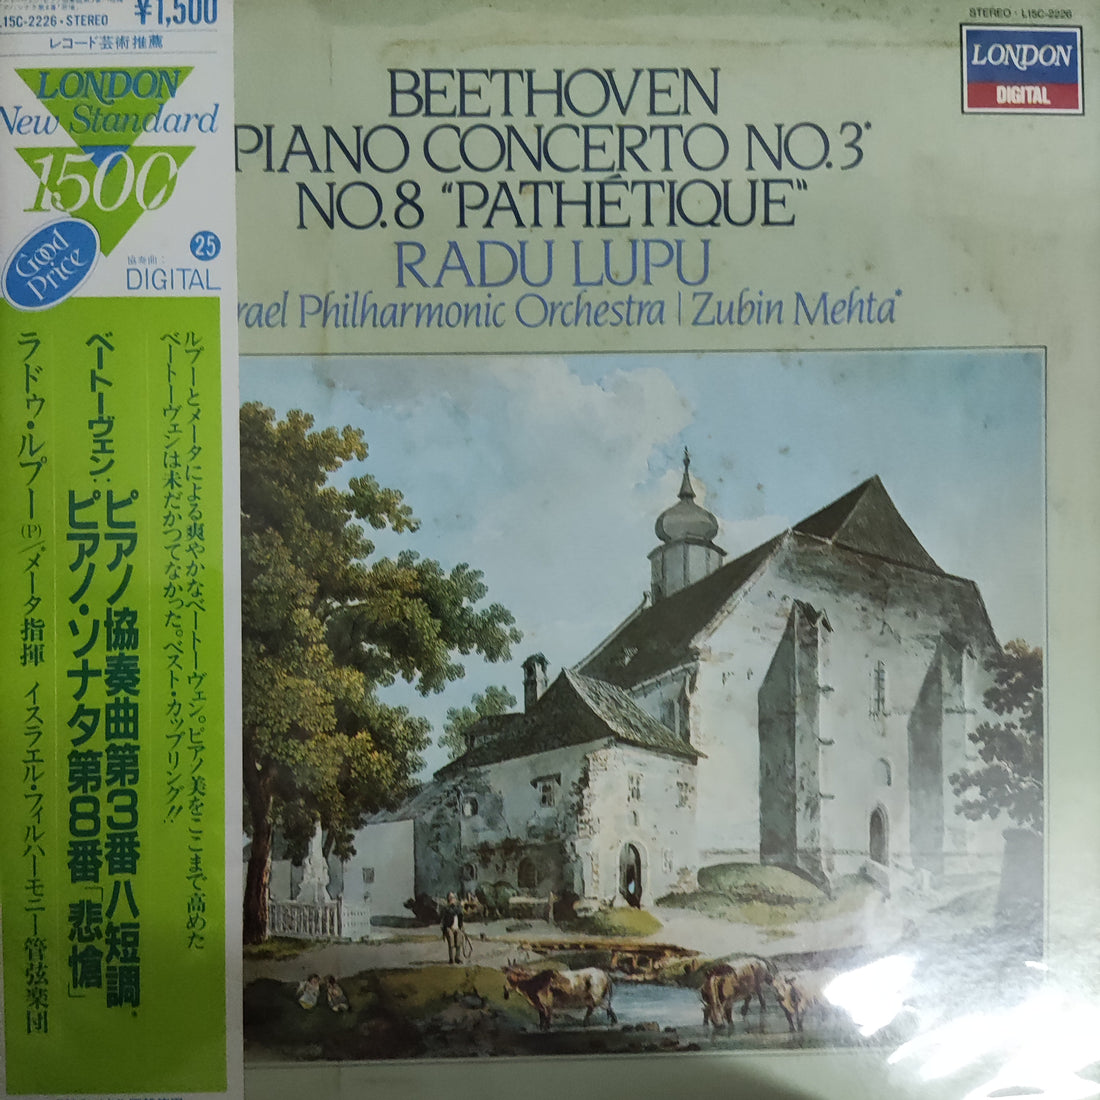 L15C-2226・STEREO
¥1,500
レコード芸術推薦
LONDON
New Standard
1500
Good
Price
25
協奏曲:
DIGITAL
ルプーとメータによる爽やかなベートーヴェン。ピアノ美をここまで高めた
ベートーヴェンは未だかつてなかった。ベスト・カップリング!!
ベートーヴェン:
ピアノ協奏曲第3番ハ短調・
ピアノ・ソナタ第8番「悲愴」
ラドゥ・ルプー(P)/メータ指揮 イスラエル・フィルハーモニー管弦楽団
STEREO・L15C-2226
LONDON
DIGITAL
BEETHOVEN
PIANO CONCERTO NO.3*
NO.8 "PATHÉTIQUE"
RADU LUPU
rael Philharmonic Orchestra | Zubin Mehta*